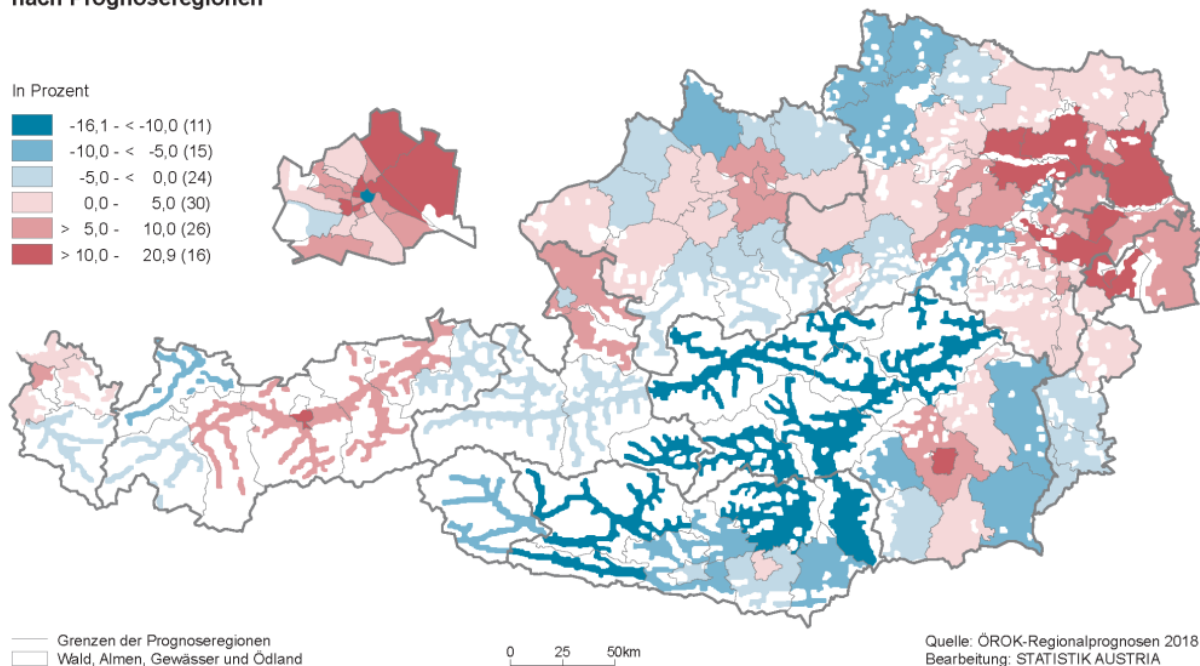 nach Prognoseregionen
In Prozent
-16,1 - < -10,0 (11)
-10,0 - < -5,0 (15)
-5,0 - < 0,0 (24)
0,0 - 5,0 (30)
> 5,0 - 10,0 (26)
> 10,0 - 20,9 (16)
Grenzen der Prognoseregionen
Wald, Almen, Gewässer und Ödland
0 25 50km
Quelle: ÖROK-Regionalprognosen 2018
Bearbeitung: STATISTIK AUSTRIA